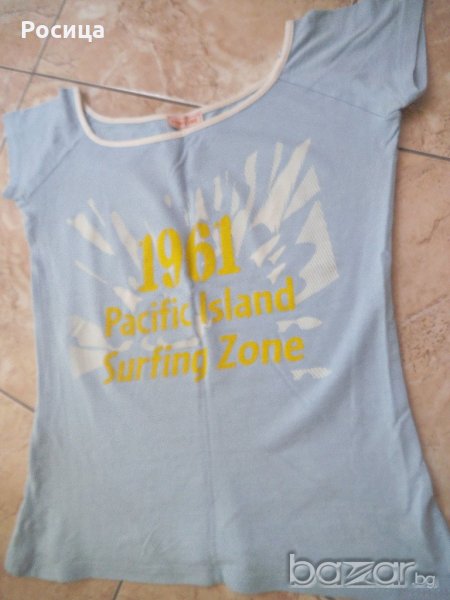 Росица
1961
Pacific Island
Surfing Zone
bazar.bg